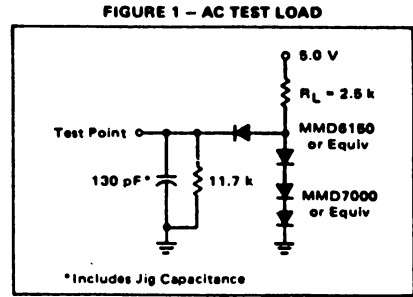 FIGURE 1 – AC TEST LOAD
5.0 V
RL = 2.5 k
Test Point
MMD6150
or Equiv
130 pF*
11.7 k
MMD7000
or Equiv
*Includes Jig Capacitance